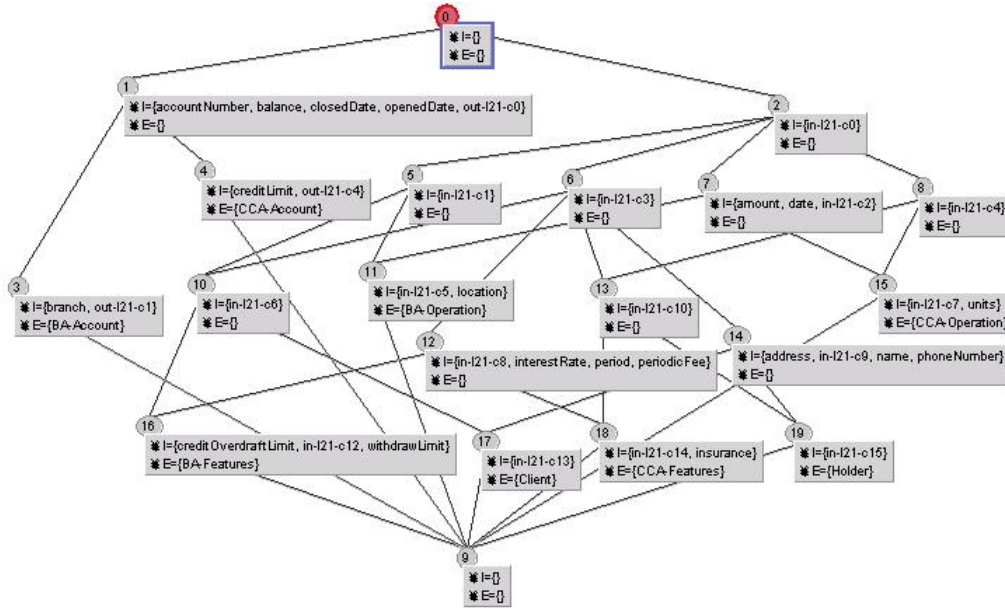 0
I={}
E={}
1
I={accountNumber, balance, closedDate, openedDate, out-l21-c0}
E={}
2
I={in-l21-c0}
E={}
4
I={creditLimit, out-l21-c4}
E={CCA-Account}
5
I={in-l21-c1}
E={}
6
I={in-l21-c3}
E={}
7
I={amount, date, in-l21-c2}
E={}
8
I={in-l21-c4}
E={}
3
I={branch, out-l21-c1}
E={BA-Account}
10
I={in-l21-c6}
E={}
11
I={in-l21-c5, location}
E={BA-Operation}
13
I={in-l21-c10}
E={}
15
I={in-l21-c7, units}
E={CCA-Operation}
12
I={in-l21-c8, interestRate, period, periodicFee}
E={}
14
I={address, in-l21-c9, name, phoneNumber}
E={}
16
I={creditOverdraftLimit, in-l21-c12, withdrawLimit}
E={BA-Features}
17
I={in-l21-c13}
E={Client}
18
I={in-l21-c14, insurance}
E={CCA-Features}
19
I={in-l21-c15}
E={Holder}
9
I={}
E={}